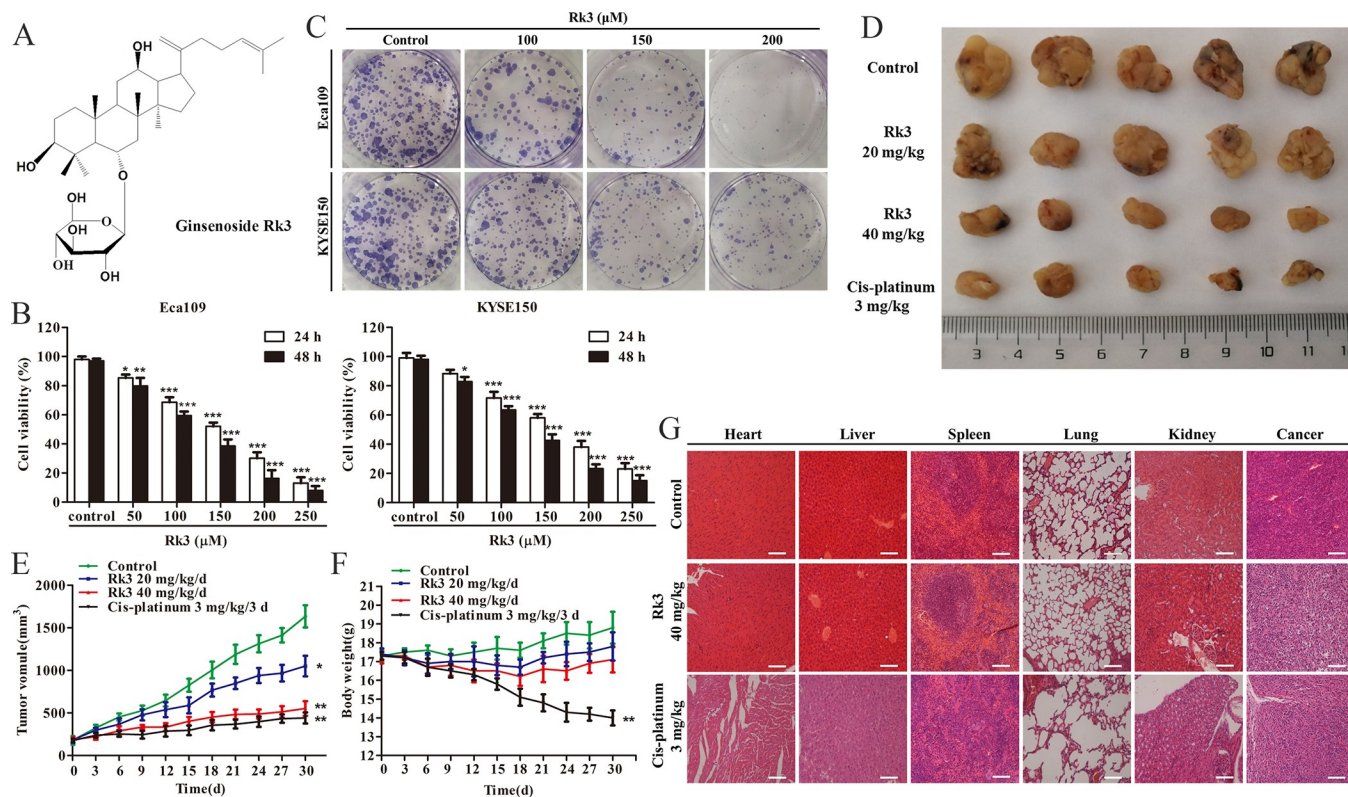 A
OH
HO
O
OH
O
OH
OH
OH
Ginsenoside Rk3
C
Rk3 (μM)
Control 100 150 200
Eca109
KYSE150
D
Control
Rk3
20 mg/kg
Rk3
40 mg/kg
Cis-platinum
3 mg/kg
3 4 5 6 7 8 9 10 11
B
Eca109
24 h
48 h
Cell viability (%)
120
100
80
60
40
20
0
* ** *** *** *** *** *** *** *** ***
control 50 100 150 200 250
Rk3 (μM)
KYSE150
24 h
48 h
Cell viability (%)
120
100
80
60
40
20
0
* *** *** *** *** *** *** *** ***
control 50 100 150 200 250
Rk3 (μM)
E
Control
Rk3 20 mg/kg/d
Rk3 40 mg/kg/d
Cis-platinum 3 mg/kg/3 d
Tumor vomule(mm³)
2000
1500
1000
500
0
*
**
**
0 3 6 9 12 15 18 21 24 27 30
Time(d)
F
Control
Rk3 20 mg/kg/d
Rk3 40 mg/kg/d
Cis-platinum 3 mg/kg/3 d
Body weight(g)
21
20
19
18
17
16
15
14
13
12
**
0 3 6 9 12 15 18 21 24 27 30
Time(d)
G
Heart Liver Spleen Lung Kidney Cancer
Control
Rk3
40 mg/kg
Cis-platinum
3 mg/kg